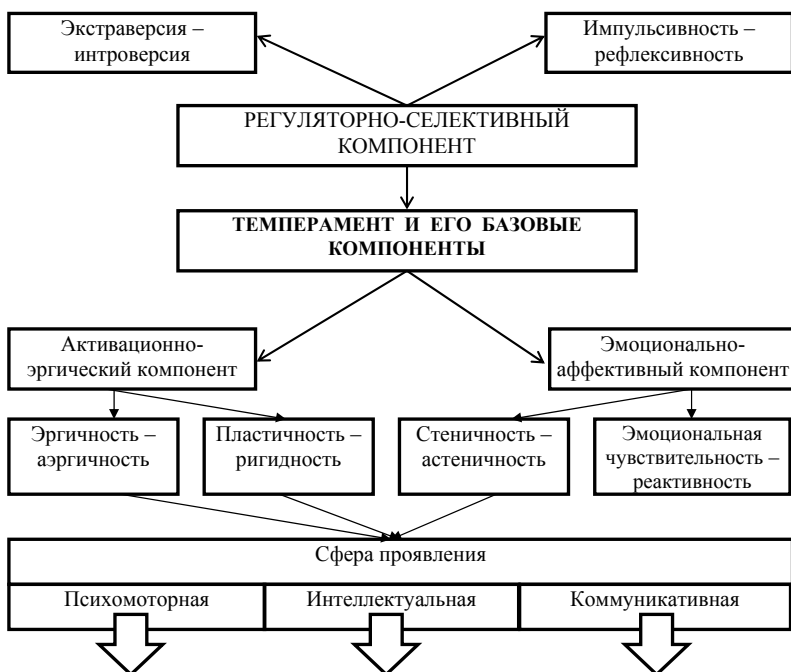 Экстраверсия –
интроверсия
Импульсивность –
рефлексивность
РЕГУЛЯТОРНО-СЕЛЕКТИВНЫЙ
КОМПОНЕНТ
ТЕМПЕРАМЕНТ И ЕГО БАЗОВЫЕ
КОМПОНЕНТЫ
Активационно-
эргический компонент
Эмоционально-
аффективный компонент
Эргичность –
аэргичность
Пластичность –
ригидность
Стеничность –
астеничность
Эмоциональная
чувствительность –
реактивность
Сфера проявления
Психомоторная
Интеллектуальная
Коммуникативная